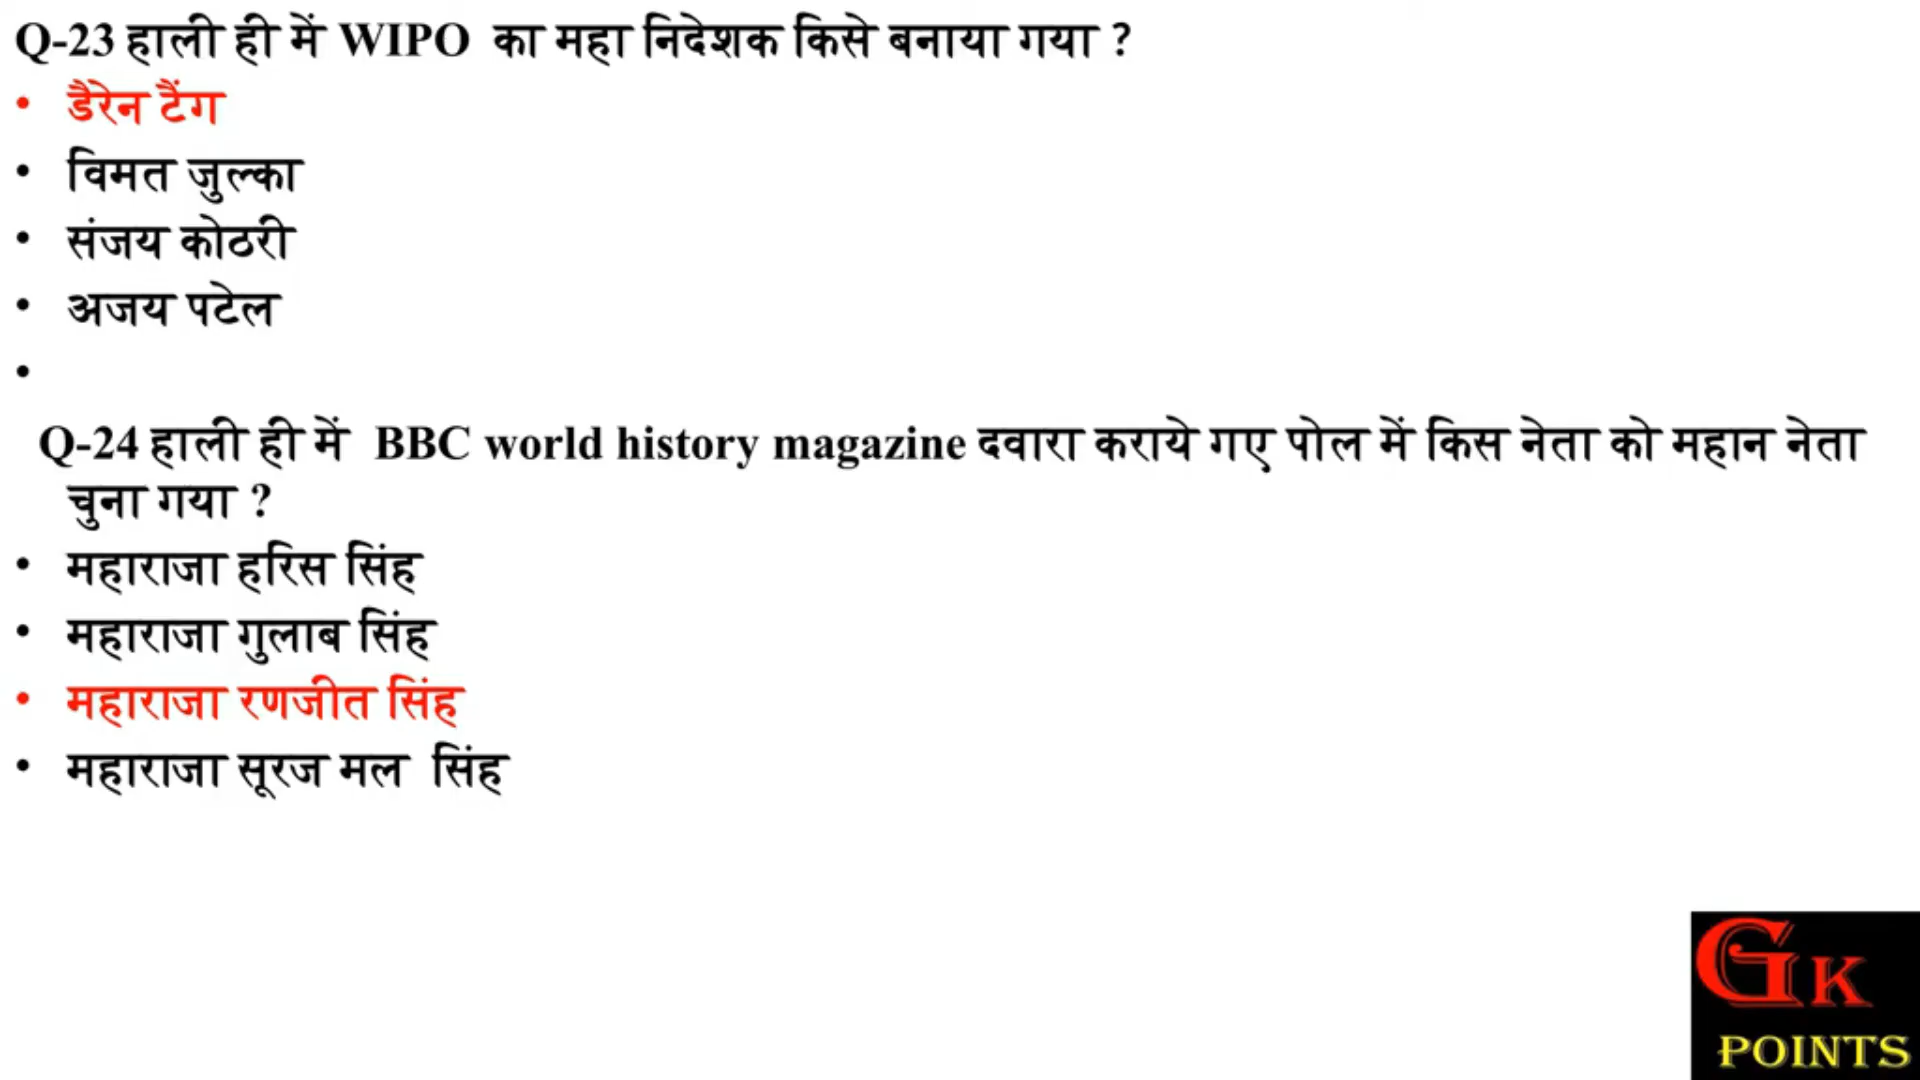 Q-23 हाली ही में WIPO का महा निदेशक किसे बनाया गया ?
• डैरेन टैंग
• विमत जुल्का
• संजय कोठरी
• अजय पटेल
•
Q-24 हाली ही में BBC world history magazine दवारा कराये गए पोल में किस नेता को महान नेता
चुना गया ?
• महाराजा हरिस सिंह
• महाराजा गुलाब सिंह
• महाराजा रणजीत सिंह
• महाराजा सूरज मल सिंह
GK
POINTS